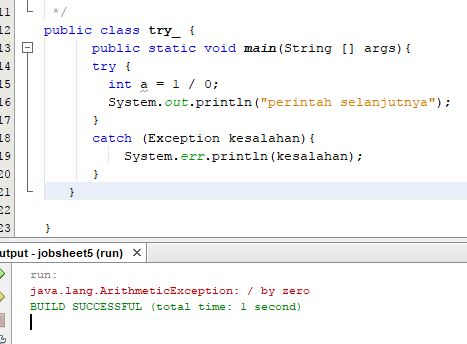 11 */
12 public class try_ {
13 public static void main(String [] args){
14 try {
15 int a = 1 / 0;
16 System.out.println("perintah selanjutnya");
17 }
18 catch (Exception kesalahan){
19 System.err.println(kesalahan);
20 }
21 }
22
23 }
utput - jobsheet5 (run) ×
run:
java.lang.ArithmeticException: / by zero
BUILD SUCCESSFUL (total time: 1 second)